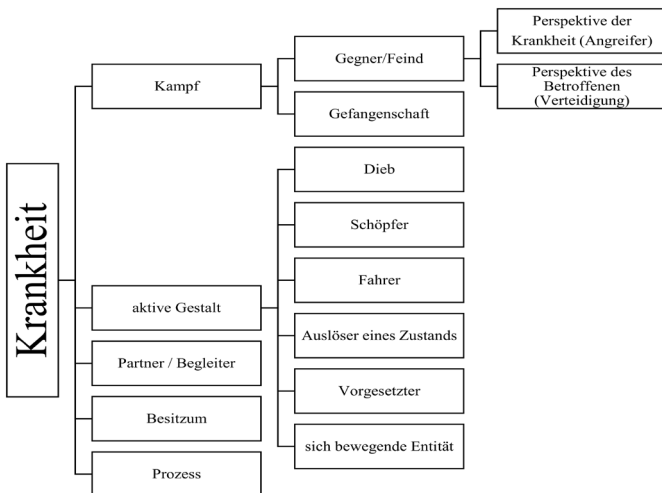 Krankheit
Kampf
Gegner/Feind
Perspektive der
Krankheit (Angreifer)
Perspektive des
Betroffenen
(Verteidigung)
Gefangenschaft
aktive Gestalt
Dieb
Schöpfer
Fahrer
Auslöser eines Zustands
Vorgesetzter
sich bewegende Entität
Partner / Begleiter
Besitzum
Prozess